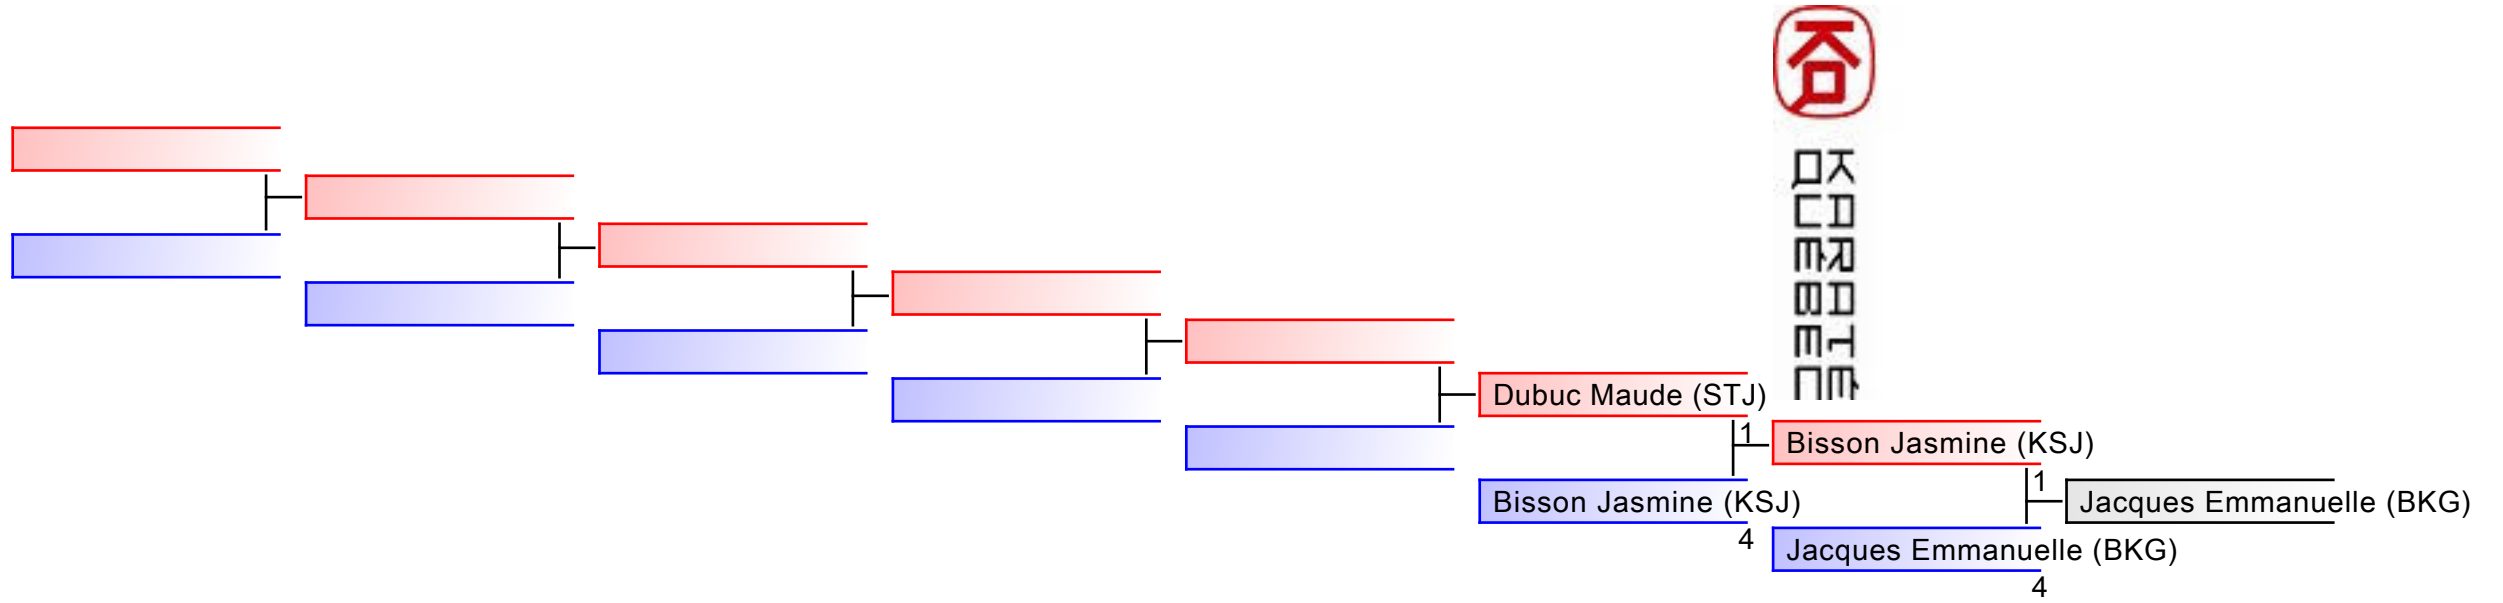 KARATÉ
QUÉBEC
Dubuc Maude (STJ)
1
Bisson Jasmine (KSJ)
4
Bisson Jasmine (KSJ)
1
Jacques Emmanuelle (BKG)
4
Jacques Emmanuelle (BKG)